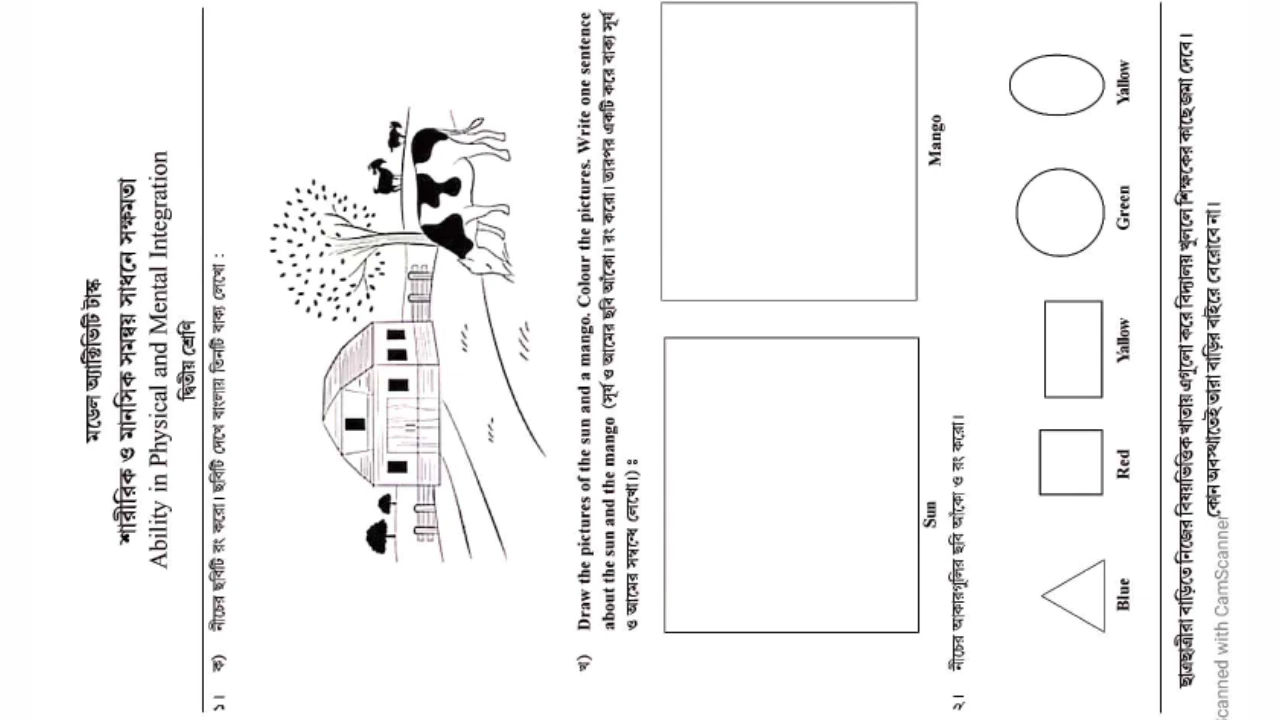 মডেল অ্যাক্টিভিটি টাস্ক
শারীরিক ও মানসিক সমন্বয় সাধনে সক্ষমতা
Ability in Physical and Mental Integration
দ্বিতীয় শ্রেণি
১। ক) নীচের ছবিটি রং করো। ছবিটি দেখে বাংলায় তিনটি বাক্য লেখো :
খ) Draw the pictures of the sun and a mango. Colour the pictures. Write one sentence
about the sun and the mango (সূর্য ও আমের ছবি আঁকো। রং করো। তারপর একটি করে বাক্য সূর্য
ও আমের সম্বন্ধে লেখো।) ঃ
Sun Mango
২। নীচের আকারগুলির ছবি আঁকো ও রং করো।
Blue Red Yallow Green Yallow
ছাত্রছাত্রীরা বাড়িতে নিজের বিষয়ভিত্তিক খাতায় এগুলো করে বিদ্যালয় খুললে শিক্ষকের কাছে জমা দেবে।
কোন অবস্থাতেই তারা বাড়ির বাইরে বেরোবে না।
Scanned with CamScanner